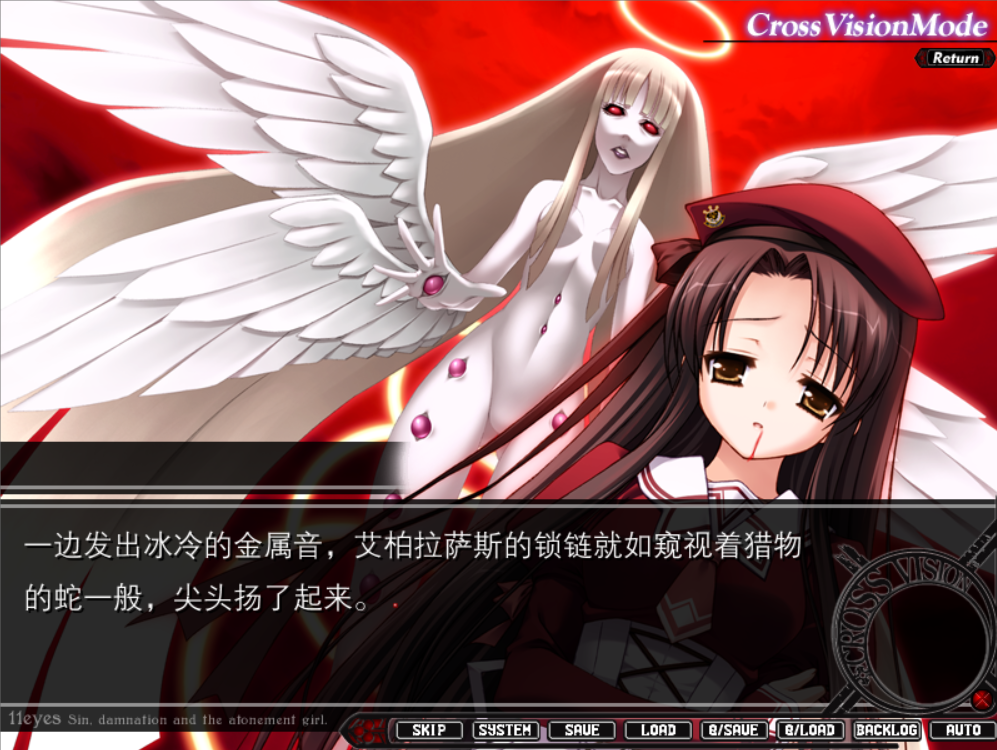 Cross Vision Mode
Return
一边发出冰冷的金属音，艾柏拉萨斯的锁链就如窥视着猎物
的蛇一般，尖头扬了起来。
CROSS VISION
11eyes Sin, damnation and the atonement girl.
SKIP SYSTEM SAVE LOAD Q/SAVE Q/LOAD BACKLOG AUTO